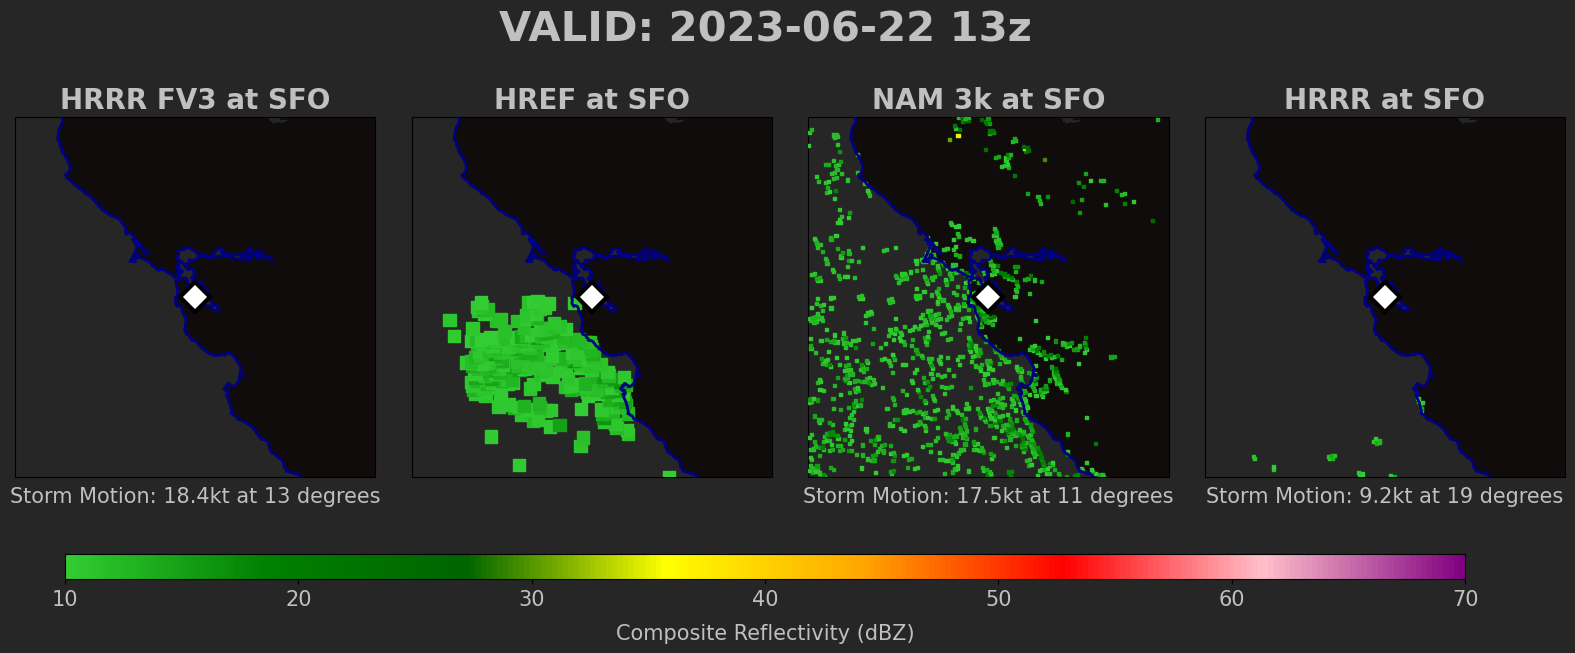 VALID: 2023-06-22 13z
HRRR FV3 at SFO
HREF at SFO
NAM 3k at SFO
HRRR at SFO
Storm Motion: 18.4kt at 13 degrees
Storm Motion: 17.5kt at 11 degrees
Storm Motion: 9.2kt at 19 degrees
10 20 30 40 50 60 70
Composite Reflectivity (dBZ)